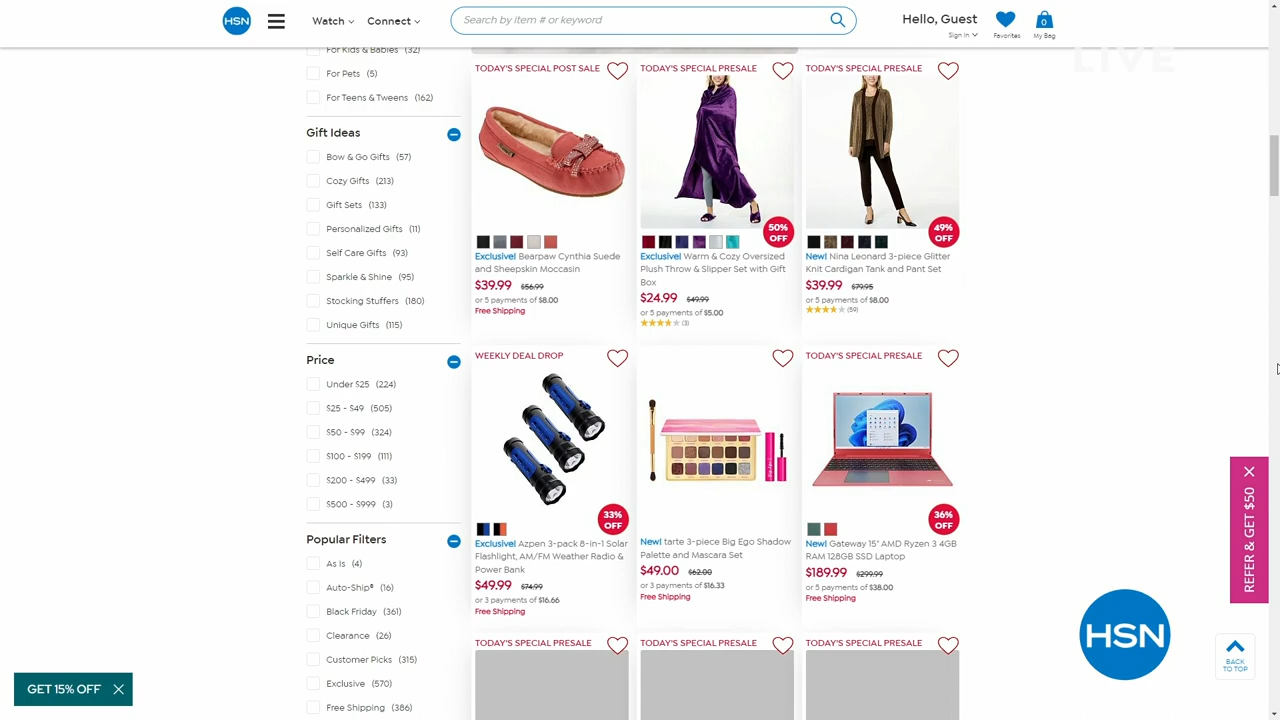 HSN
Watch
Connect
Search by item # or keyword
Hello, Guest
Sign In
Favorites
0
My Bag
LIVE
For Kids & Babies (32)
For Pets (5)
For Teens & Tweens (162)
Gift Ideas
Bow & Go Gifts (57)
Cozy Gifts (213)
Gift Sets (133)
Personalized Gifts (11)
Self Care Gifts (93)
Sparkle & Shine (95)
Stocking Stuffers (180)
Unique Gifts (115)
Price
Under $25 (224)
$25 - $49 (505)
$50 - $99 (324)
$100 - $199 (111)
$200 - $499 (33)
$500 - $999 (3)
Popular Filters
As Is (4)
Auto-Ship® (16)
Black Friday (361)
Clearance (26)
Customer Picks (315)
Exclusive (570)
Free Shipping (386)
TODAY'S SPECIAL POST SALE
Exclusive! Bearpaw Cynthia Suede
and Sheepskin Moccasin
$39.99 $56.99
or 5 payments of $8.00
Free Shipping
TODAY'S SPECIAL PRESALE
50%
OFF
Exclusive! Warm & Cozy Oversized
Plush Throw & Slipper Set with Gift
Box
$24.99 $49.99
or 5 payments of $5.00
(3)
TODAY'S SPECIAL PRESALE
49%
OFF
New! Nina Leonard 3-piece Glitter
Knit Cardigan Tank and Pant Set
$39.99 $79.95
or 5 payments of $8.00
(59)
WEEKLY DEAL DROP
33%
OFF
Exclusive! Azpen 3-pack 8-in-1 Solar
Flashlight, AM/FM Weather Radio &
Power Bank
$49.99 $74.99
or 3 payments of $16.66
Free Shipping
New! tarte 3-piece Big Ego Shadow
Palette and Mascara Set
$49.00 $62.00
or 3 payments of $16.33
Free Shipping
TODAY'S SPECIAL PRESALE
36%
OFF
New! Gateway 15" AMD Ryzen 3 4GB
RAM 128GB SSD Laptop
$189.99 $299.99
or 5 payments of $38.00
Free Shipping
TODAY'S SPECIAL PRESALE
TODAY'S SPECIAL PRESALE
TODAY'S SPECIAL PRESALE
REFER & GET $50
HSN
BACK
TO TOP
GET 15% OFF